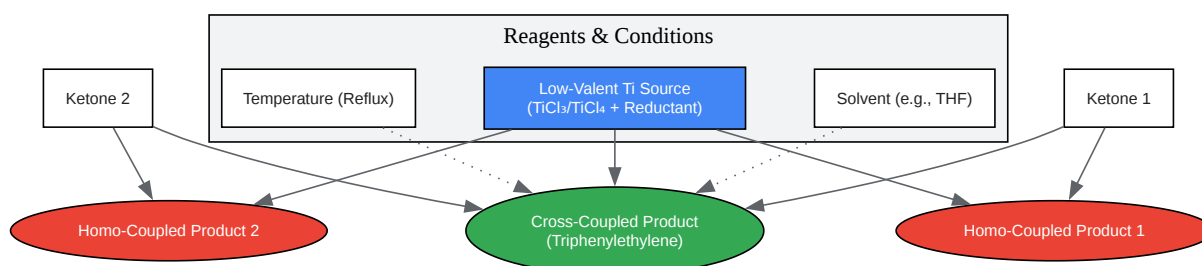 Reagents & Conditions
Ketone 2
Temperature (Reflux)
Low-Valent Ti Source
(TiCl₃/TiCl₄ + Reductant)
Solvent (e.g., THF)
Ketone 1
Homo-Coupled Product 2
Cross-Coupled Product
(Triphenylethylene)
Homo-Coupled Product 1